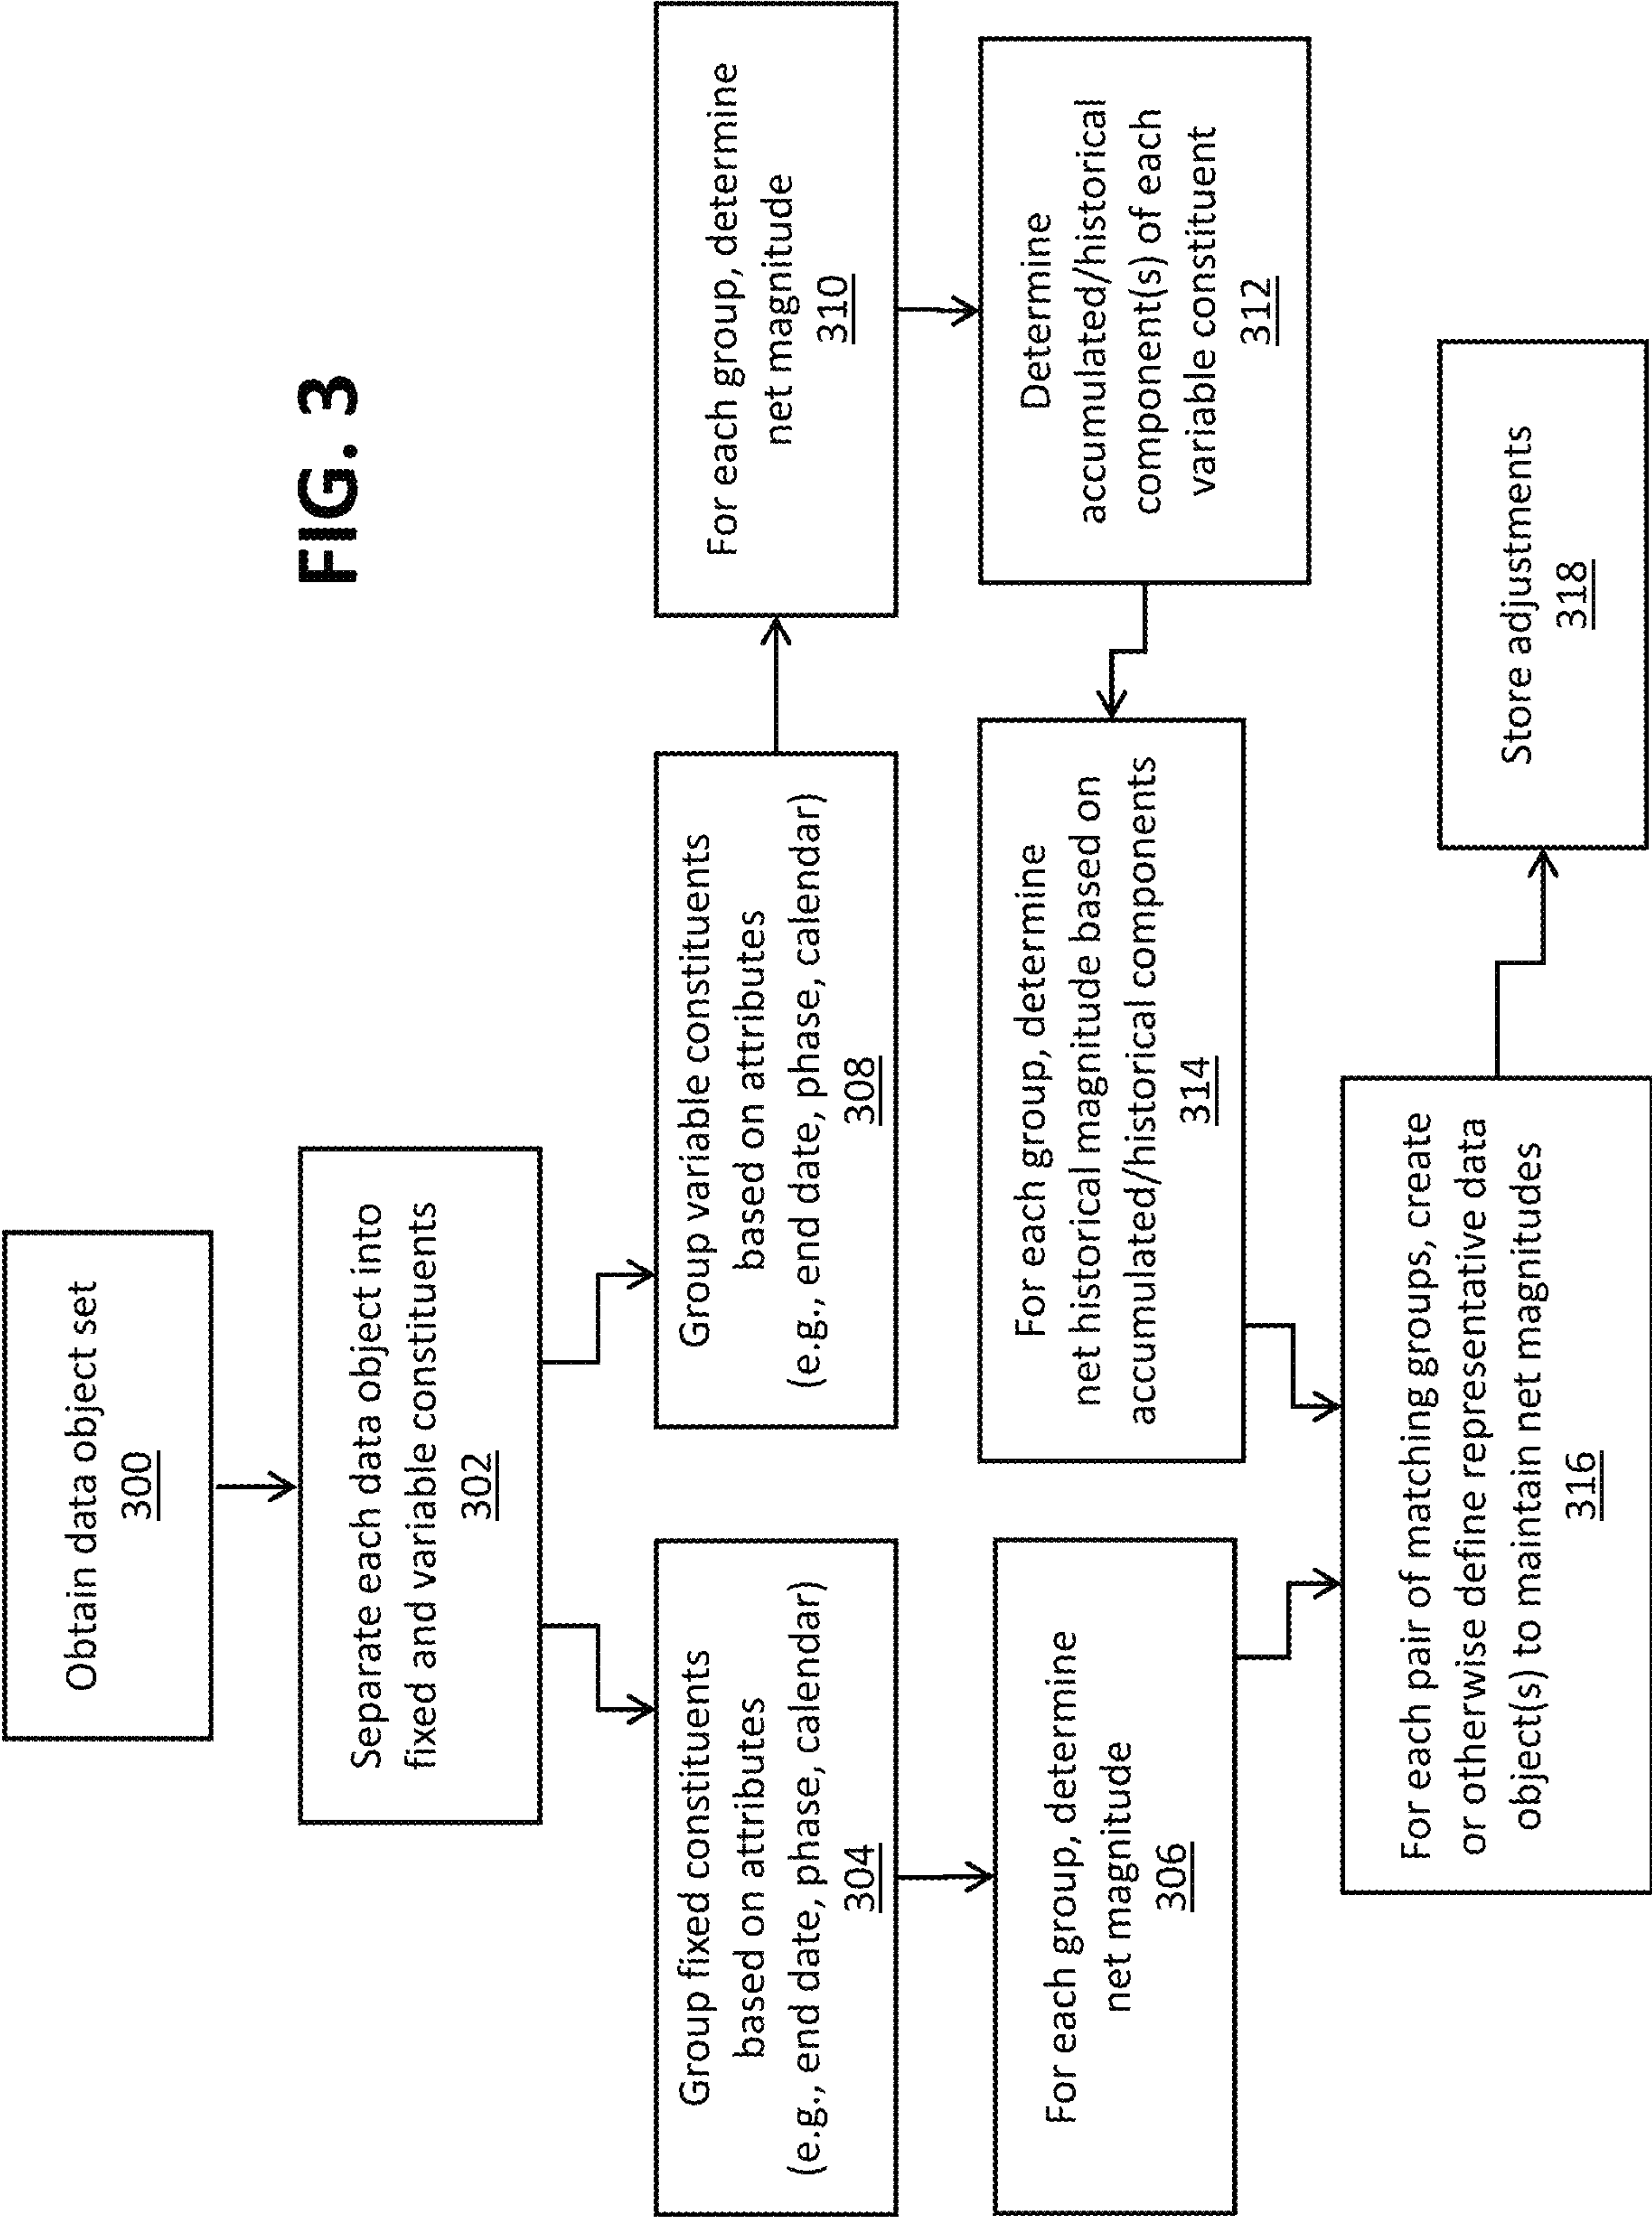 FIG. 3
Obtain data object set
300
Separate each data object into
fixed and variable constituents
302
Group fixed constituents
based on attributes
(e.g., end date, phase, calendar)
304
Group variable constituents
based on attributes
(e.g., end date, phase, calendar)
308
For each group, determine
net magnitude
310
For each group, determine
net magnitude
306
For each group, determine
net historical magnitude based on
accumulated/historical components
314
Determine
accumulated/historical
component(s) of each
variable constituent
312
For each pair of matching groups, create
or otherwise define representative data
object(s) to maintain net magnitudes
316
Store adjustments
318